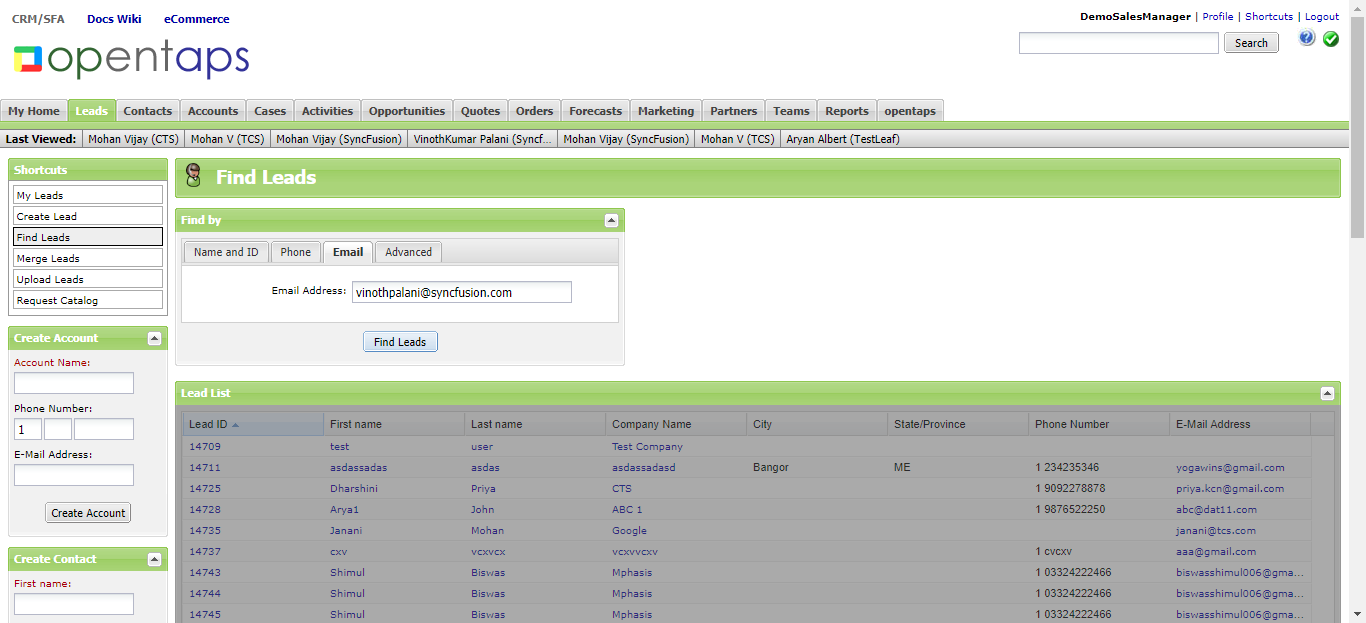 CRM/SFA Docs Wiki eCommerce
DemoSalesManager | Profile | Shortcuts | Logout
opentaps
Search
My Home Leads Contacts Accounts Cases Activities Opportunities Quotes Orders Forecasts Marketing Partners Teams Reports opentaps
Last Viewed: Mohan Vijay (CTS) Mohan V (TCS) Mohan Vijay (SyncFusion) VinothKumar Palani (Syncf... Mohan Vijay (SyncFusion) Mohan V (TCS) Aryan Albert (TestLeaf)
Shortcuts
My Leads
Create Lead
Find Leads
Merge Leads
Upload Leads
Request Catalog
Create Account
Account Name:
Phone Number:
1
E-Mail Address:
Create Account
Create Contact
First name:
Find Leads
Find by
Name and ID Phone Email Advanced
Email Address: vinothpalani@syncfusion.com
Find Leads
Lead List
Lead ID First name Last name Company Name City State/Province Phone Number E-Mail Address
14709 test user Test Company
14711 asdassadas asdas asdassadasd Bangor ME 1 234235346 yogawins@gmail.com
14725 Dharshini Priya CTS 1 9092278878 priya.kcn@gmail.com
14728 Arya1 John ABC 1 1 9876522250 abc@dat11.com
14735 Janani Mohan Google janani@tcs.com
14737 cxv vcxvcx vcxvvcxv 1 cvcxv aaa@gmail.com
14743 Shimul Biswas Mphasis 1 03324222466 biswasshimul006@gma...
14744 Shimul Biswas Mphasis 1 03324222466 biswasshimul006@gma...
14745 Shimul Biswas Mphasis 1 03324222466 biswasshimul006@gma...